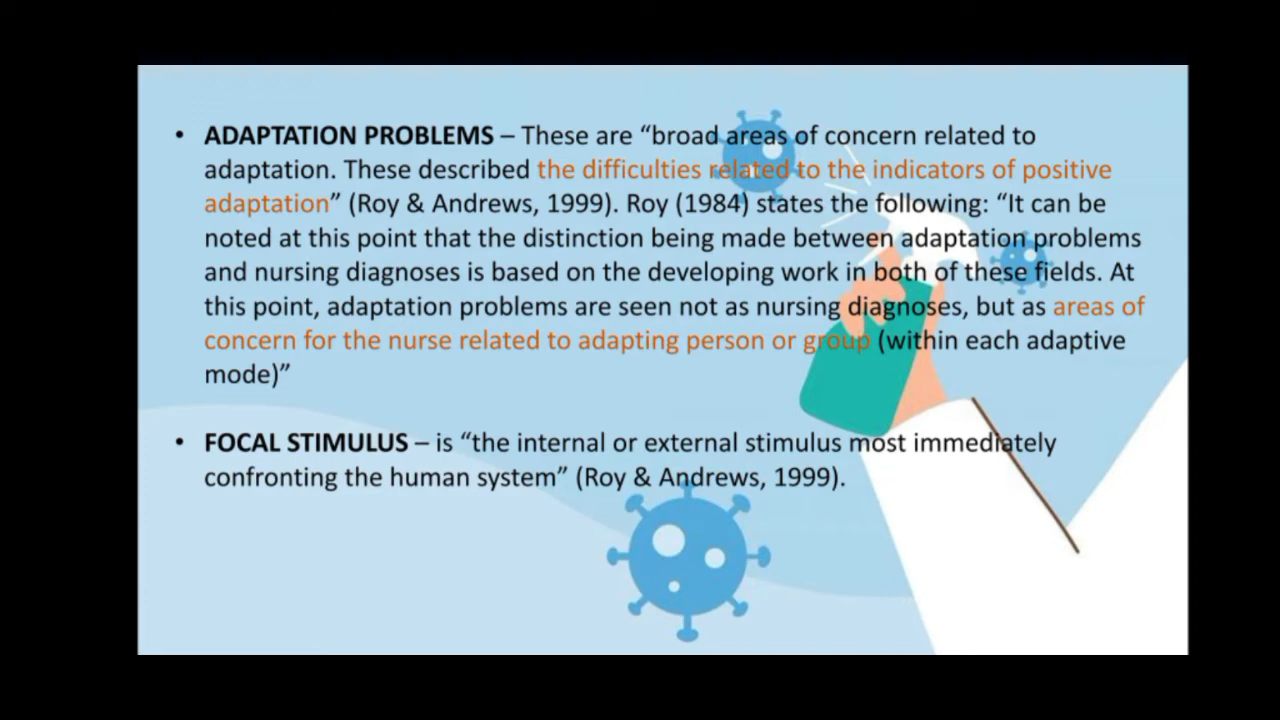 • ADAPTATION PROBLEMS – These are “broad areas of concern related to
adaptation. These described the difficulties related to the indicators of positive
adaptation” (Roy & Andrews, 1999). Roy (1984) states the following: “It can be
noted at this point that the distinction being made between adaptation problems
and nursing diagnoses is based on the developing work in both of these fields. At
this point, adaptation problems are seen not as nursing diagnoses, but as areas of
concern for the nurse related to adapting person or group (within each adaptive
mode)”
• FOCAL STIMULUS – is “the internal or external stimulus most immediately
confronting the human system” (Roy & Andrews, 1999).